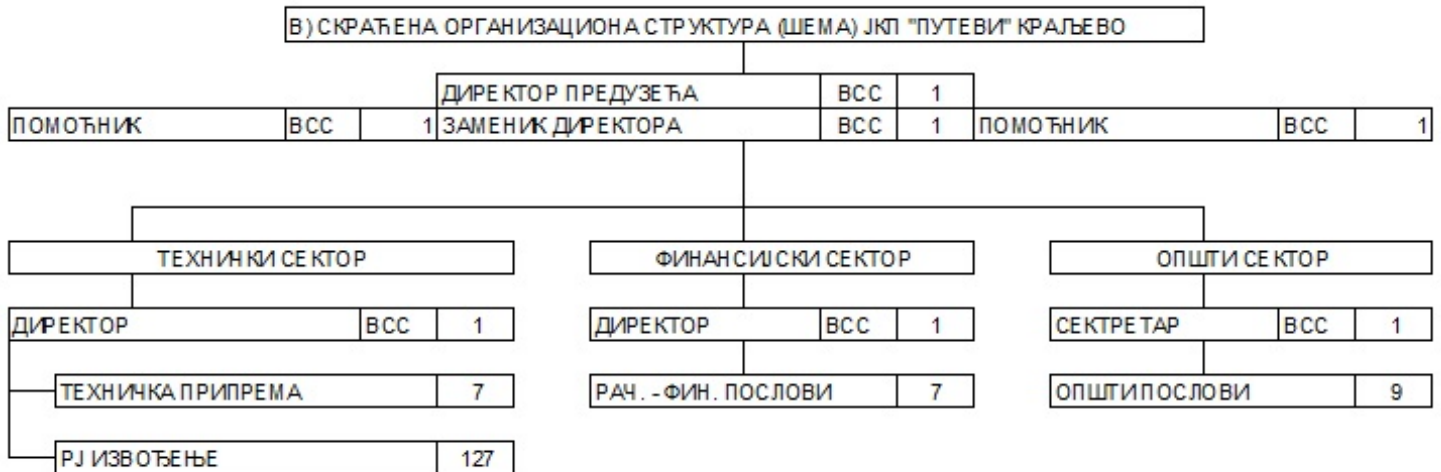 В) СКРАЋЕНА ОРГАНИЗАЦИОНА СТРУКТУРА (ШЕМА) ЈКП "ПУТЕВИ" КРАЉЕВО
ДИРЕКТОР ПРЕДУЗЕЋА ВСС 1
ПОМОЋНИК ВСС 1 ЗАМЕНИК ДИРЕКТОРА ВСС 1 ПОМОЋНИК ВСС 1
ТЕХНИЧКИ СЕКТОР ФИНАНСИЈСКИ СЕКТОР ОПШТИ СЕКТОР
ДИРЕКТОР ВСС 1 ДИРЕКТОР ВСС 1 СЕКТРЕТАР ВСС 1
ТЕХНИЧКА ПРИПРЕМА 7 РАЧ. - ФИН. ПОСЛОВИ 7 ОПШТИ ПОСЛОВИ 9
РЈ ИЗВОЂЕЊЕ 127